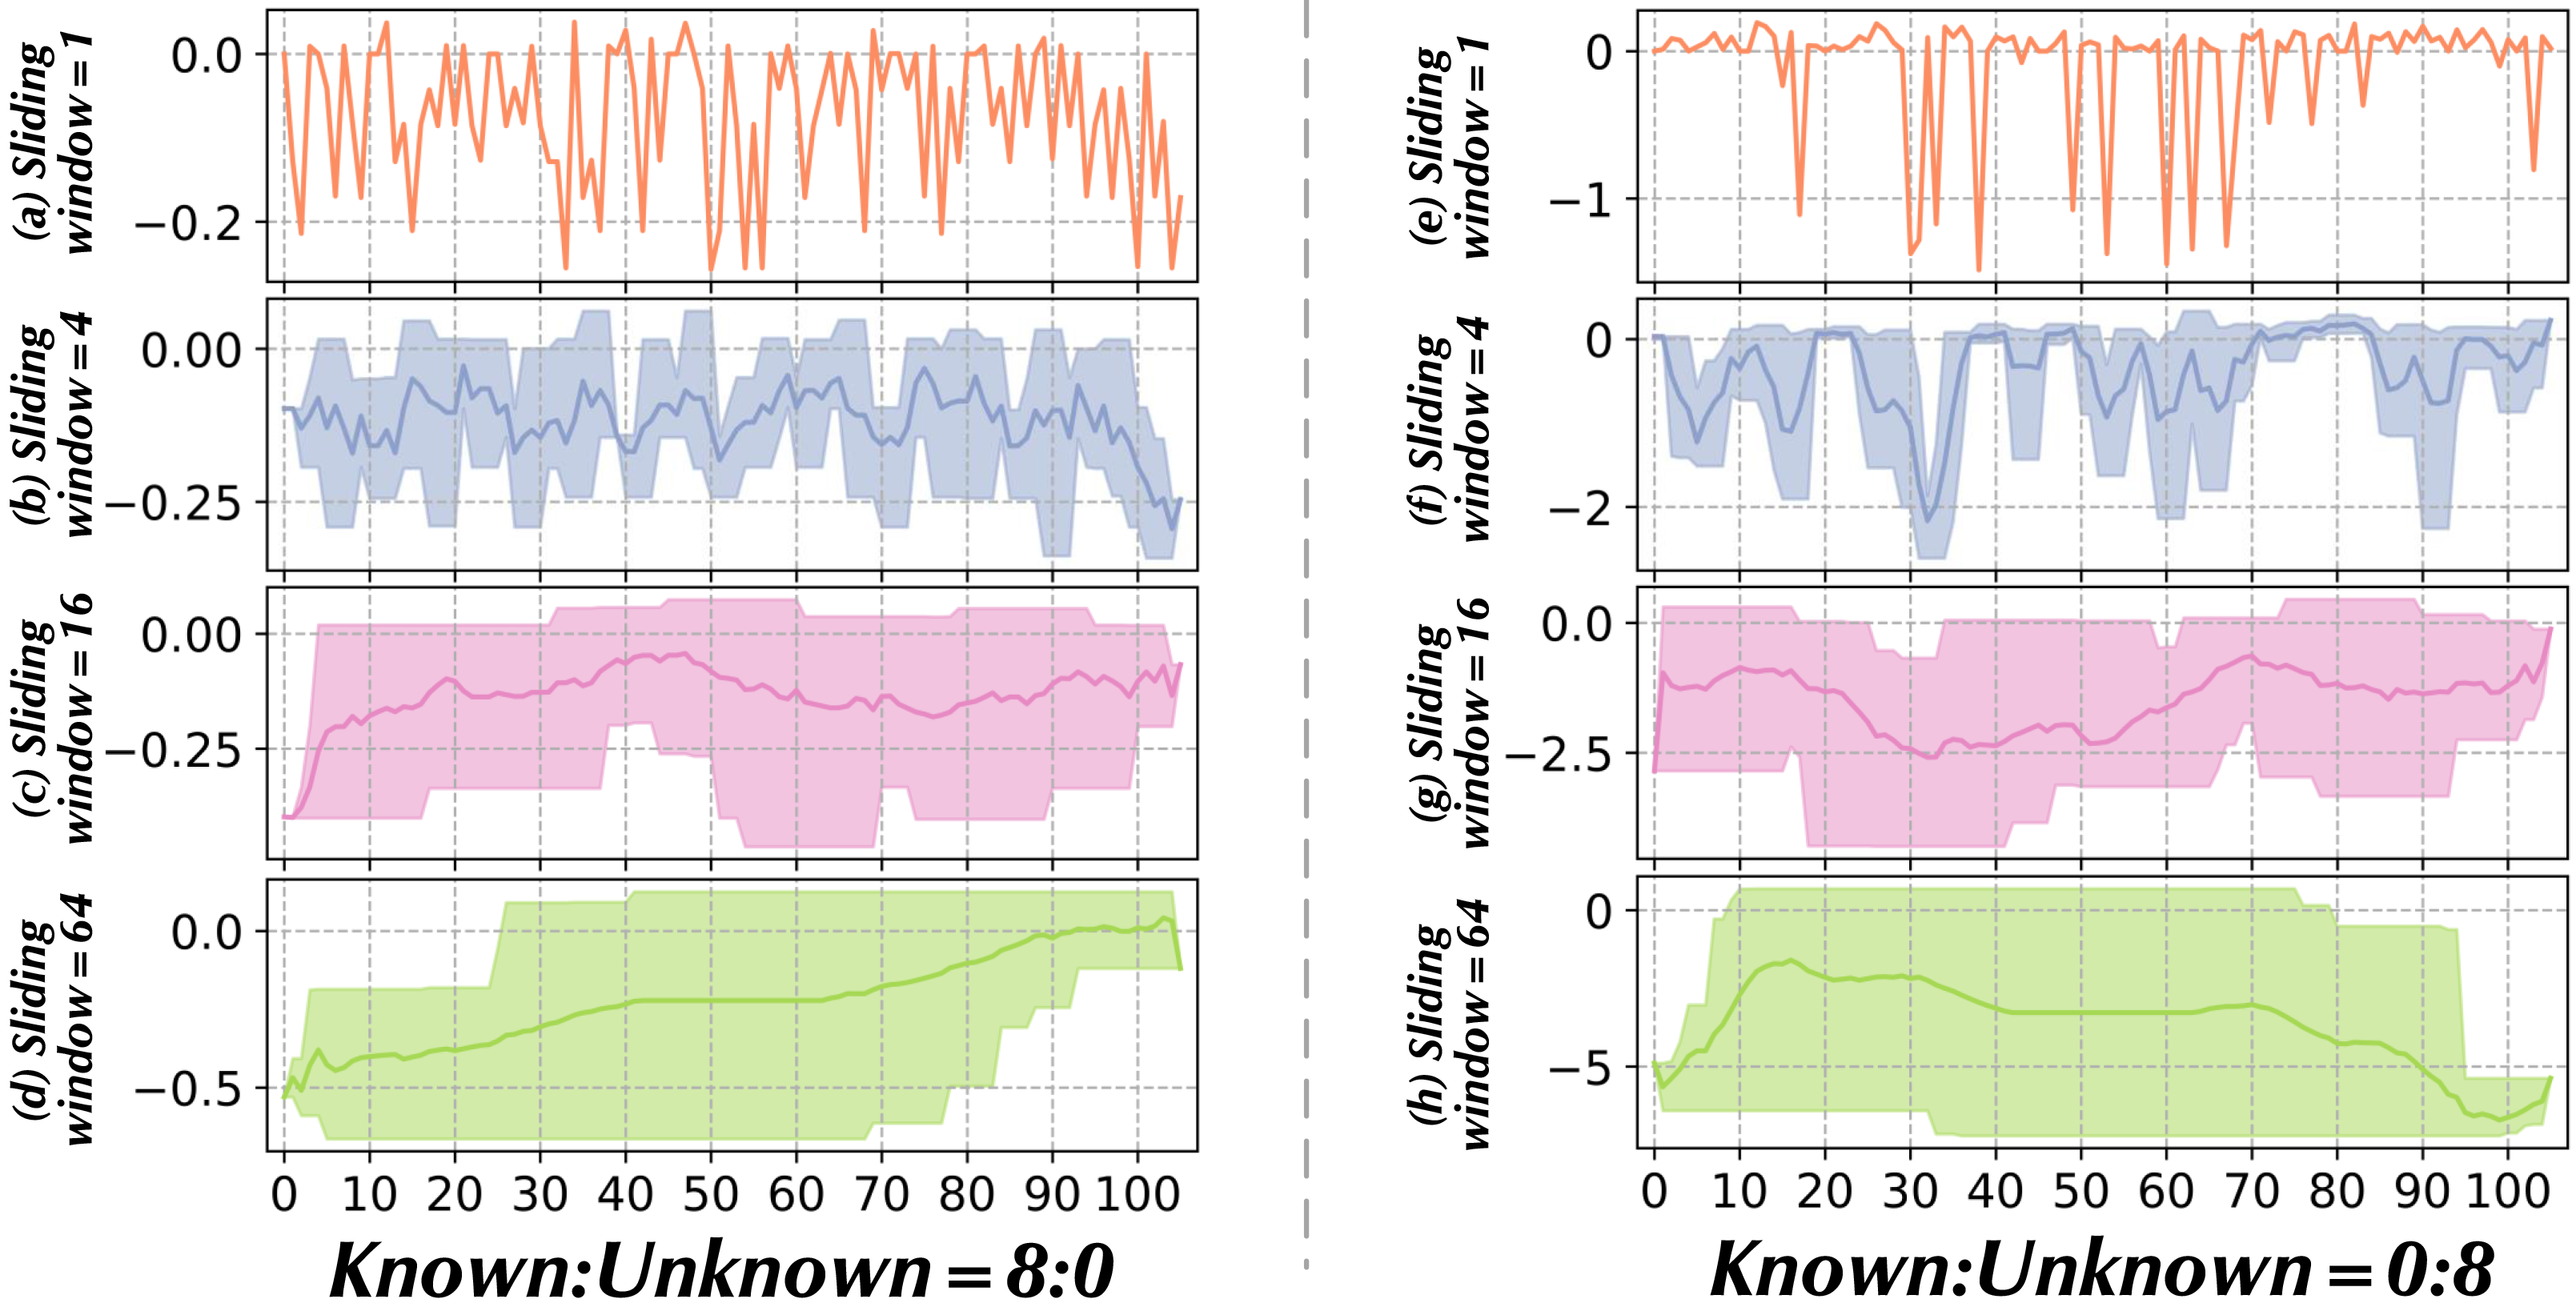 (a) Sliding
window = 1
0.0
−0.2
(b) Sliding
window = 4
0.00
−0.25
(c) Sliding
window = 16
0.00
−0.25
(d) Sliding
window = 64
0.0
−0.5
0 10 20 30 40 50 60 70 80 90 100
Known:Unknown = 8:0
(e) Sliding
window = 1
0
−1
(f) Sliding
window = 4
0
−2
(g) Sliding
window = 16
0.0
−2.5
(h) Sliding
window = 64
0
−5
0 10 20 30 40 50 60 70 80 90 100
Known:Unknown = 0:8